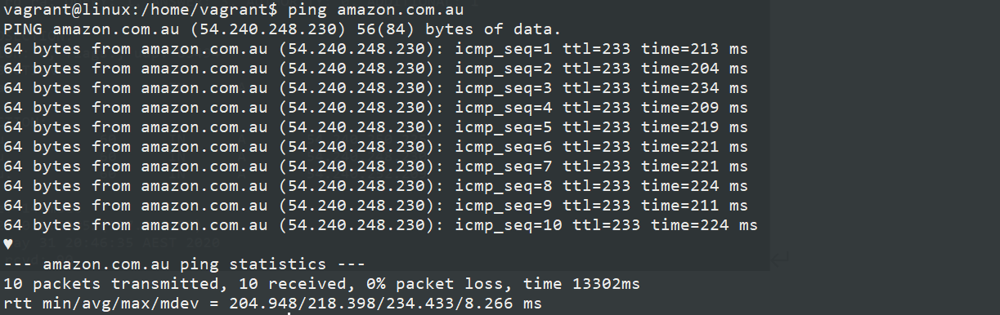 vagrant@linux:/home/vagrant$ ping amazon.com.au
PING amazon.com.au (54.240.248.230) 56(84) bytes of data.
64 bytes from amazon.com.au (54.240.248.230): icmp_seq=1 ttl=233 time=213 ms
64 bytes from amazon.com.au (54.240.248.230): icmp_seq=2 ttl=233 time=204 ms
64 bytes from amazon.com.au (54.240.248.230): icmp_seq=3 ttl=233 time=234 ms
64 bytes from amazon.com.au (54.240.248.230): icmp_seq=4 ttl=233 time=209 ms
64 bytes from amazon.com.au (54.240.248.230): icmp_seq=5 ttl=233 time=219 ms
64 bytes from amazon.com.au (54.240.248.230): icmp_seq=6 ttl=233 time=221 ms
64 bytes from amazon.com.au (54.240.248.230): icmp_seq=7 ttl=233 time=221 ms
64 bytes from amazon.com.au (54.240.248.230): icmp_seq=8 ttl=233 time=224 ms
64 bytes from amazon.com.au (54.240.248.230): icmp_seq=9 ttl=233 time=211 ms
64 bytes from amazon.com.au (54.240.248.230): icmp_seq=10 ttl=233 time=224 ms
20:46:35 AEST 2020
♥
--- amazon.com.au ping statistics ---
10 packets transmitted, 10 received, 0% packet loss, time 13302ms
rtt min/avg/max/mdev = 204.948/218.398/234.433/8.266 ms